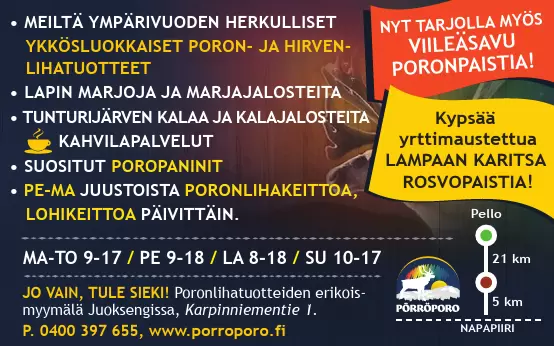 • MEILTÄ YMPÄRIVUODEN HERKULLISET
YKKÖSLUOKKAISET PORON- JA HIRVEN-
LIHATUOTTEET
• LAPIN MARJOJA JA MARJAJALOSTEITA
• TUNTURIJÄRVEN KALAA JA KALAJALOSTEITA
KAHVILAPALVELUT
• SUOSITUT POROPANINIT
• PE-MA JUUSTOISTA PORONLIHAKEITTOA,
LOHIKEITTOA PÄIVITTÄIN.
MA-TO 9-17 / PE 9-18 / LA 8-18 / SU 10-17
JO VAIN, TULE SIEKI! Poronlihatuotteiden erikois-
myymälä Juoksengissa, Karpinniementie 1.
P. 0400 397 655, www.porroporo.fi
NYT TARJOLLA MYÖS
VIILEÄSAVU
PORONPAISTIA!
Kypsää
yrttimaustettua
LAMPAAN KARITSA
ROSVOPAISTIA!
Pello
21 km
5 km
NAPAPIIRI
PÖRRÖPORO